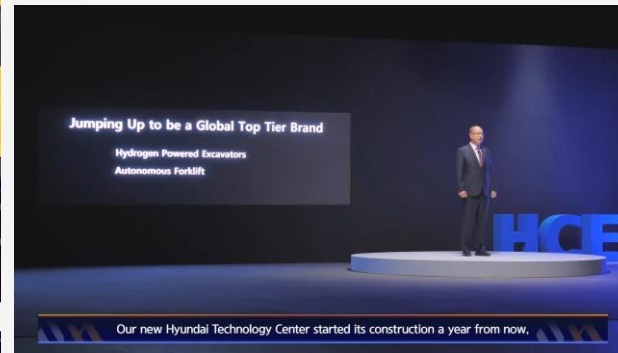 Jumping Up to be a Global Top Tier Brand
Hydrogen Powered Excavators
Autonomous Forklift
HCE
Our new Hyundai Technology Center started its construction a year from now,